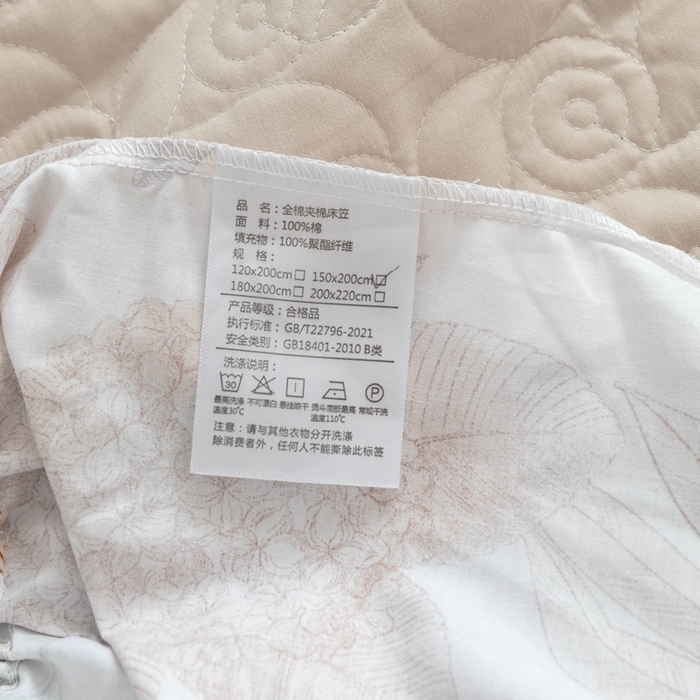 品 名：全棉夹棉床笠
面 料：100%棉
填充物：100%聚酯纤维
规 格：
120x200cm□ 150x200cm☑
180x200cm□ 200x220cm□
产品等级：合格品
执行标准：GB/T22796-2021
安全类别：GB18401-2010 B类
洗涤说明：
30 P
最高洗涤温度30℃ 不可漂白 悬挂晾干 熨斗底板最高温度110℃ 常规干洗
注意：请与其他衣物分开洗涤
除消费者外，任何人不能撕除此标签